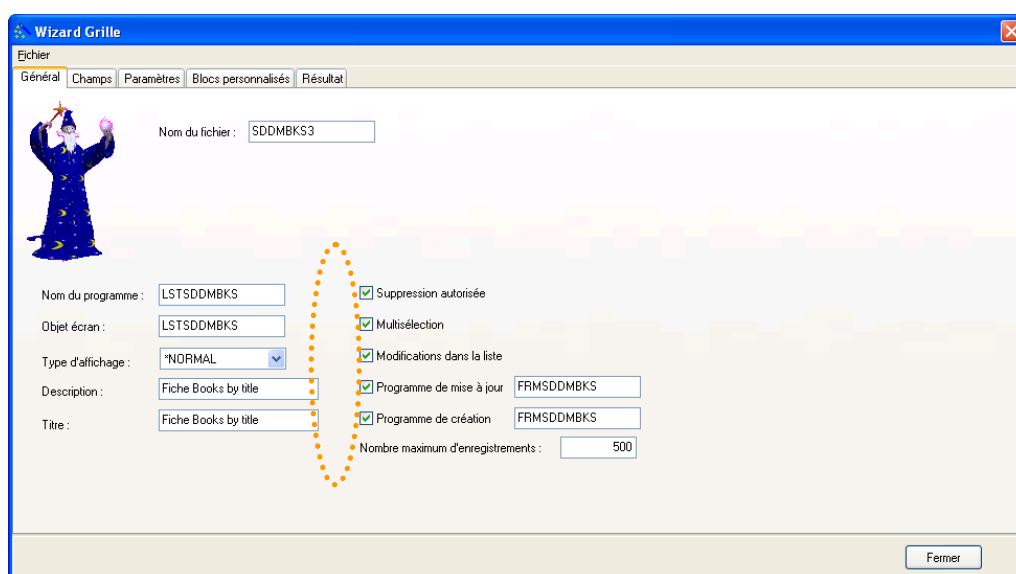 Wizard Grille
Fichier
Général Champs Paramètres Blocs personnalisés Résultat
Nom du fichier : SDDMBKS3
Nom du programme : LSTSDDMBKS
Objet écran : LSTSDDMBKS
Type d'affichage : *NORMAL
Description : Fiche Books by title
Titre : Fiche Books by title
Suppression autorisée
Multisélection
Modifications dans la liste
Programme de mise à jour FRMSDDMBKS
Programme de création FRMSDDMBKS
Nombre maximum d'enregistrements : 500
Fermer